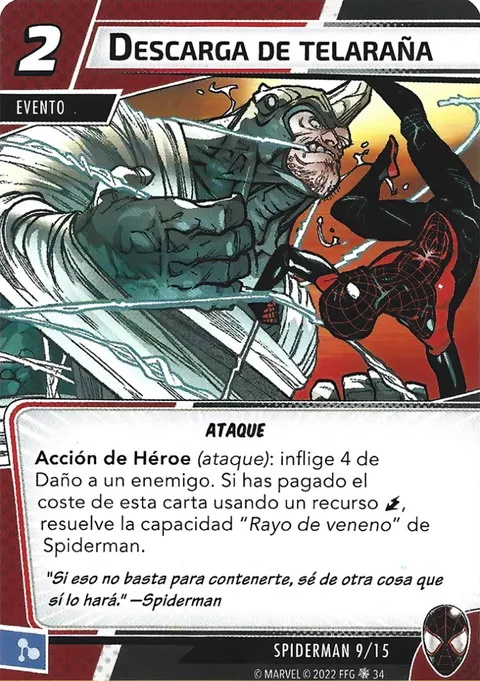 2
DESCARGA DE TELARAÑA
EVENTO
ATAQUE
Acción de Héroe (ataque): inflige 4 de
Daño a un enemigo. Si has pagado el
coste de esta carta usando un recurso ,
resuelve la capacidad “Rayo de veneno” de
Spiderman.
"Si eso no basta para contenerte, sé de otra cosa que
sí lo hará." —Spiderman
SPIDERMAN 9/15
© MARVEL © 2022 FFG 34